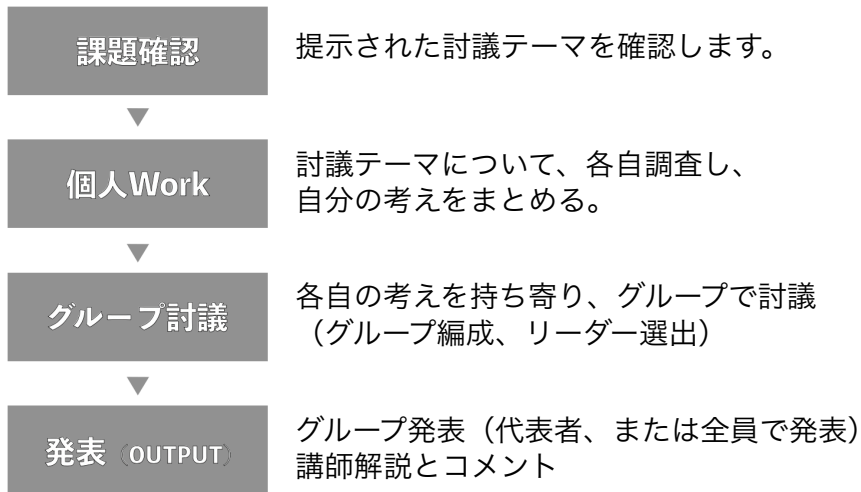 課題確認
提示された討議テーマを確認します。
個人Work
討議テーマについて、各自調査し、
自分の考えをまとめる。
グループ討議
各自の考えを持ち寄り、グループで討議
（グループ編成、リーダー選出）
発表（OUTPUT）
グループ発表（代表者、または全員で発表）
講師解説とコメント